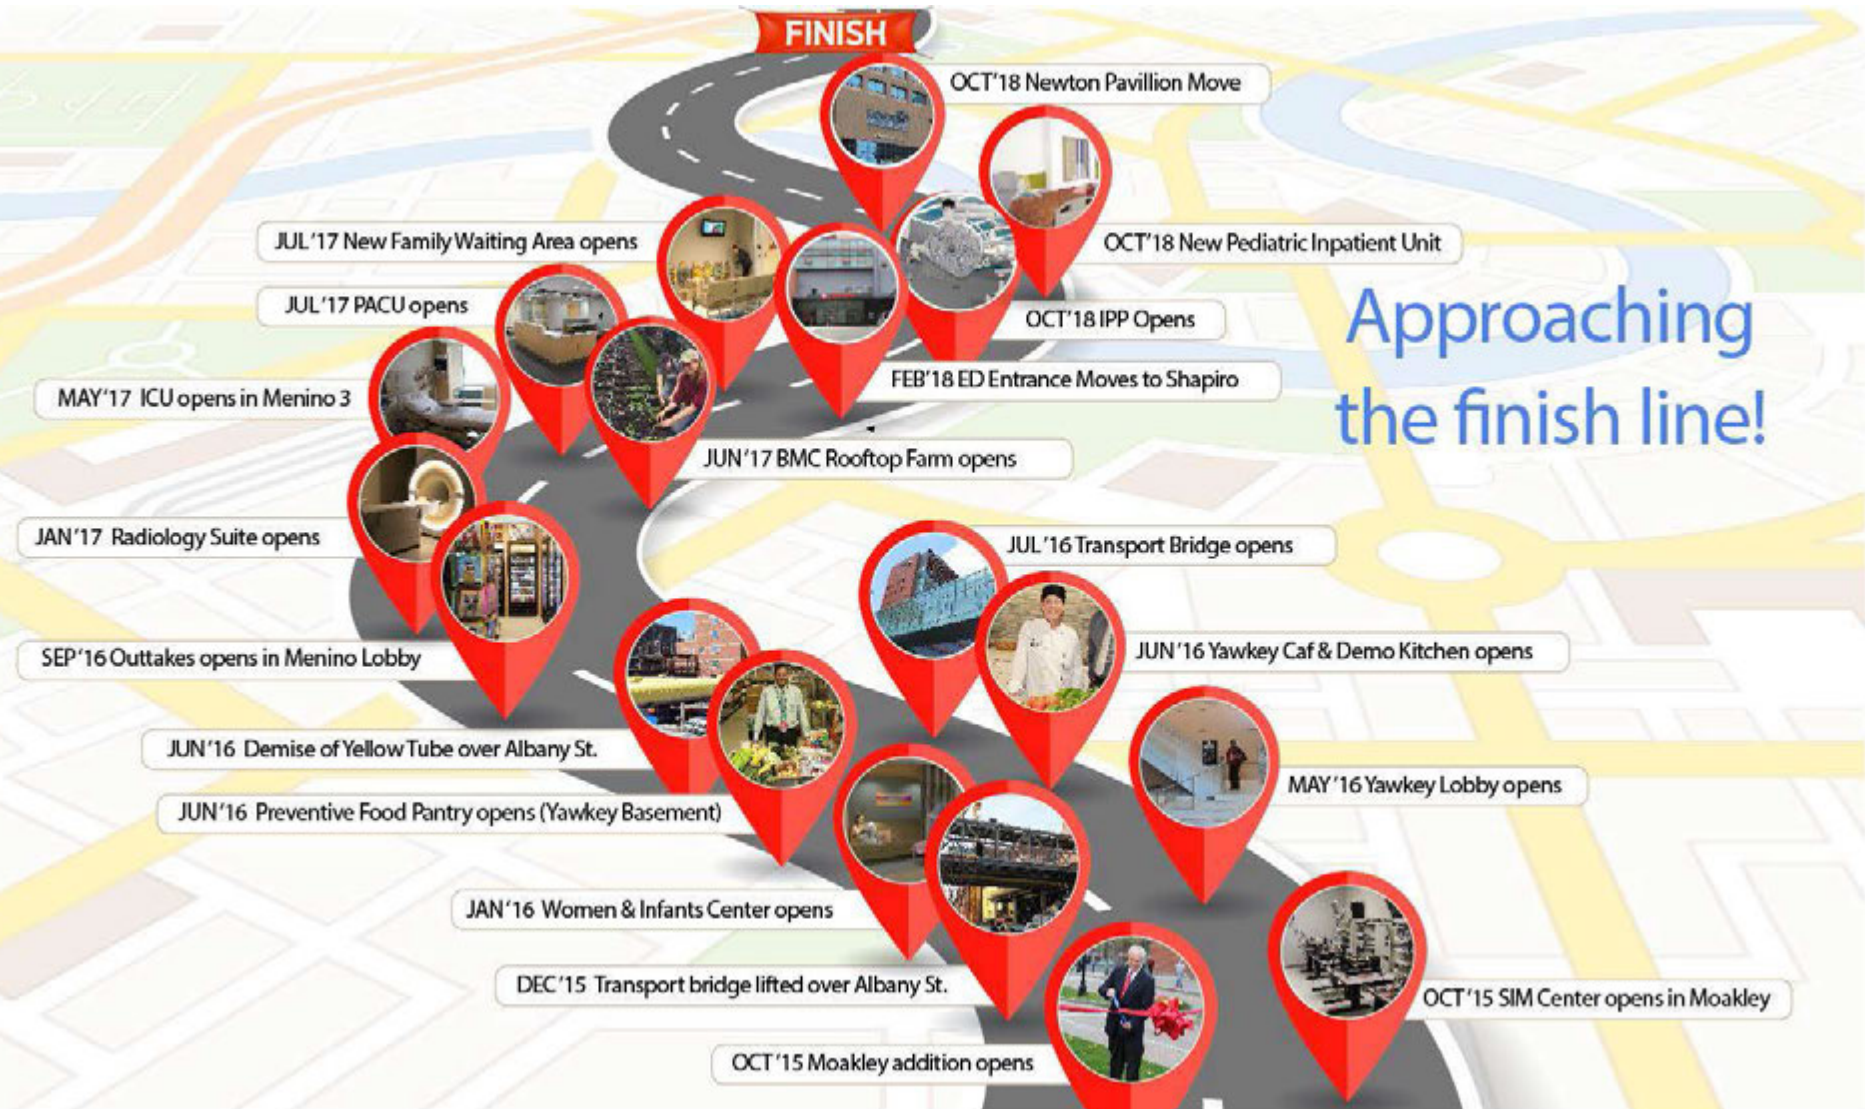 FINISH
OCT'18 Newton Pavillion Move
JUL '17 New Family Waiting Area opens
OCT'18 New Pediatric Inpatient Unit
JUL '17 PACU opens
OCT'18 IPP Opens
Approaching
the finish line!
MAY'17 ICU opens in Menino 3
FEB'18 ED Entrance Moves to Shapiro
JUN '17 BMC Rooftop Farm opens
JAN '17 Radiology Suite opens
JUL '16 Transport Bridge opens
SEP '16 Outtakes opens in Menino Lobby
JUN '16 Yawkey Caf & Demo Kitchen opens
JUN '16 Demise of Yellow Tube over Albany St.
MAY '16 Yawkey Lobby opens
JUN '16 Preventive Food Pantry opens (Yawkey Basement)
JAN '16 Women & Infants Center opens
DEC '15 Transport bridge lifted over Albany St.
OCT '15 SIM Center opens in Moakley
OCT '15 Moakley addition opens